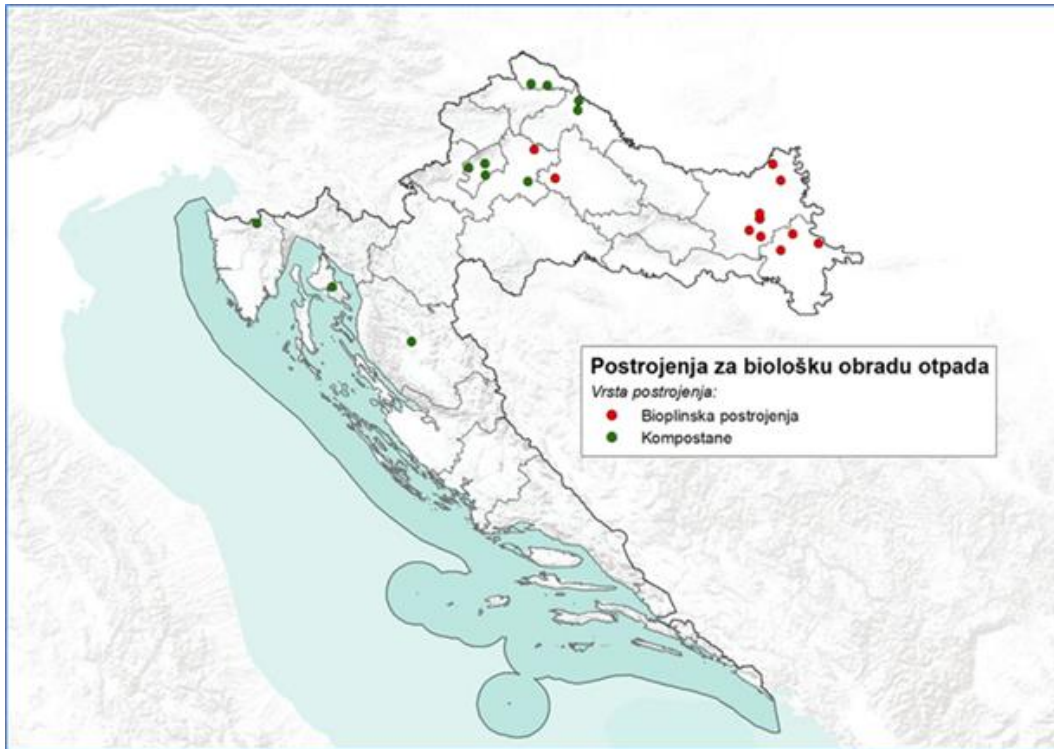 Postrojenja za biološku obradu otpada
Vrsta postrojenja:
Bioplinska postrojenja
Kompostane